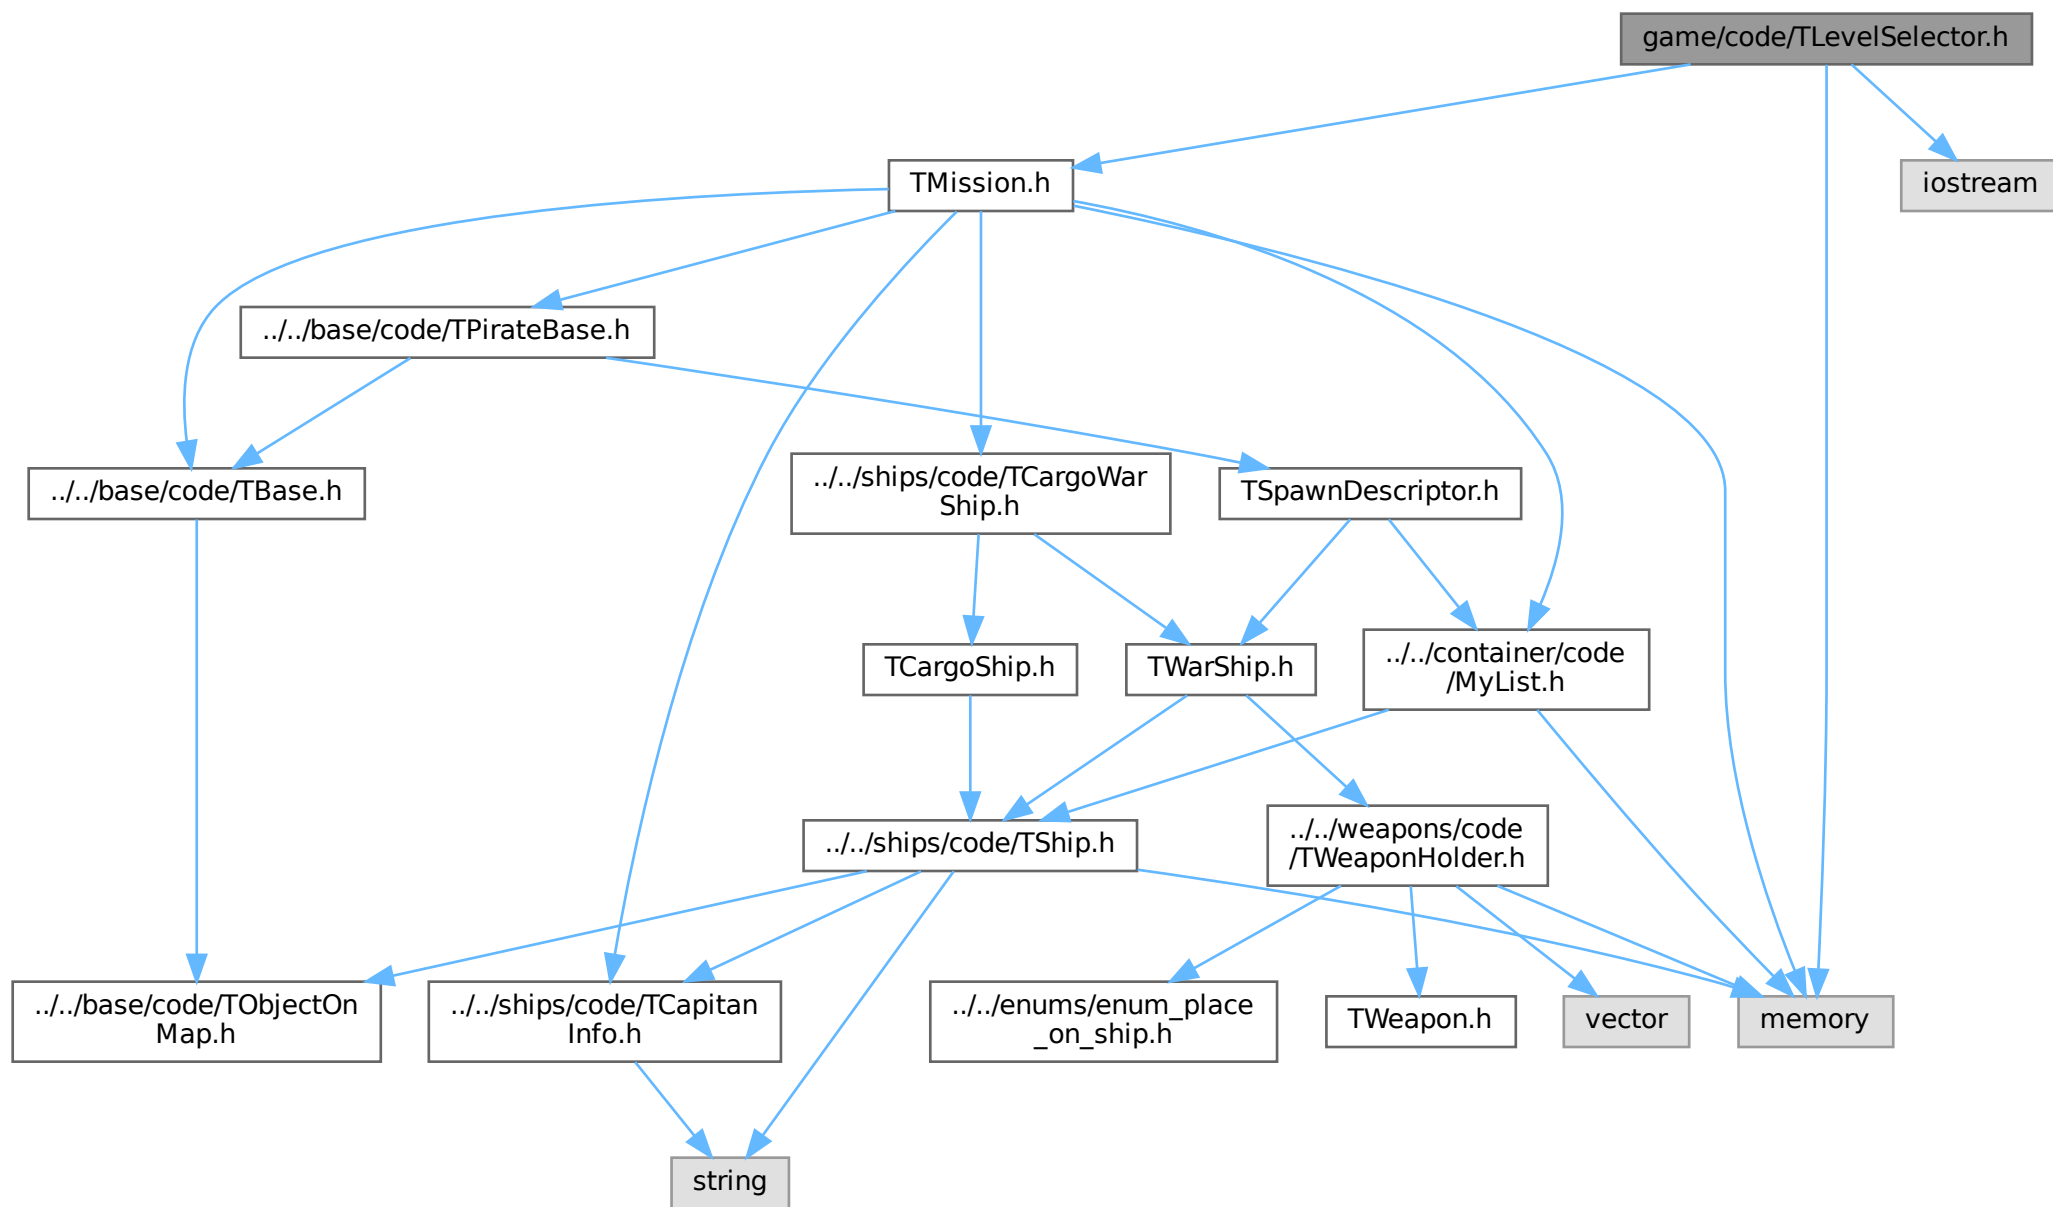 game/code/TLevelSelector.h
TMission.h
iostream
../../base/code/TPirateBase.h
../../base/code/TBase.h
../../ships/code/TCargoWar
Ship.h
TSpawnDescriptor.h
TCargoShip.h
TWarShip.h
../../container/code
/MyList.h
../../ships/code/TShip.h
../../weapons/code
/TWeaponHolder.h
../../base/code/TObjectOn
Map.h
../../ships/code/TCapitan
Info.h
../../enums/enum_place
_on_ship.h
TWeapon.h
vector
memory
string